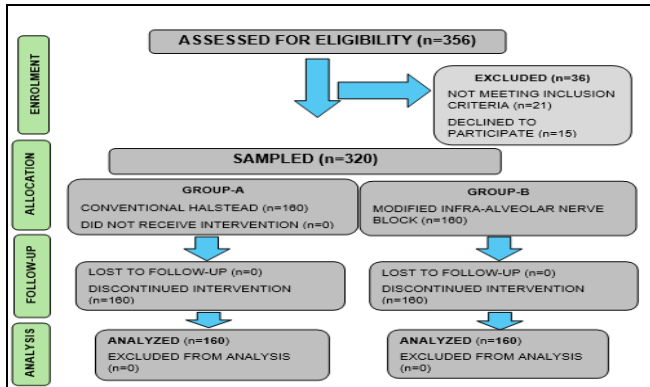 ENROLMENT
ASSESSED FOR ELIGIBILITY (n=356)
EXCLUDED (n=36)
NOT MEETING INCLUSION
CRITERIA (n=21)
DECLINED TO
PARTICIPATE (n=15)
ALLOCATION
SAMPLED (n=320)
GROUP-A
CONVENTIONAL HALSTEAD (n=160)
DID NOT RECEIVE INTERVENTION (n=0)
GROUP-B
MODIFIED INFRA-ALVEOLAR NERVE
BLOCK (n=160)
FOLLOW-UP
LOST TO FOLLOW-UP (n=0)
DISCONTINUED INTERVENTION
(n=160)
LOST TO FOLLOW-UP (n=0)
DISCONTINUED INTERVENTION
(n=160)
ANALYSIS
ANALYZED (n=160)
EXCLUDED FROM ANALYSIS
(n=0)
ANALYZED (n=160)
EXCLUDED FROM ANALYSIS
(n=0)